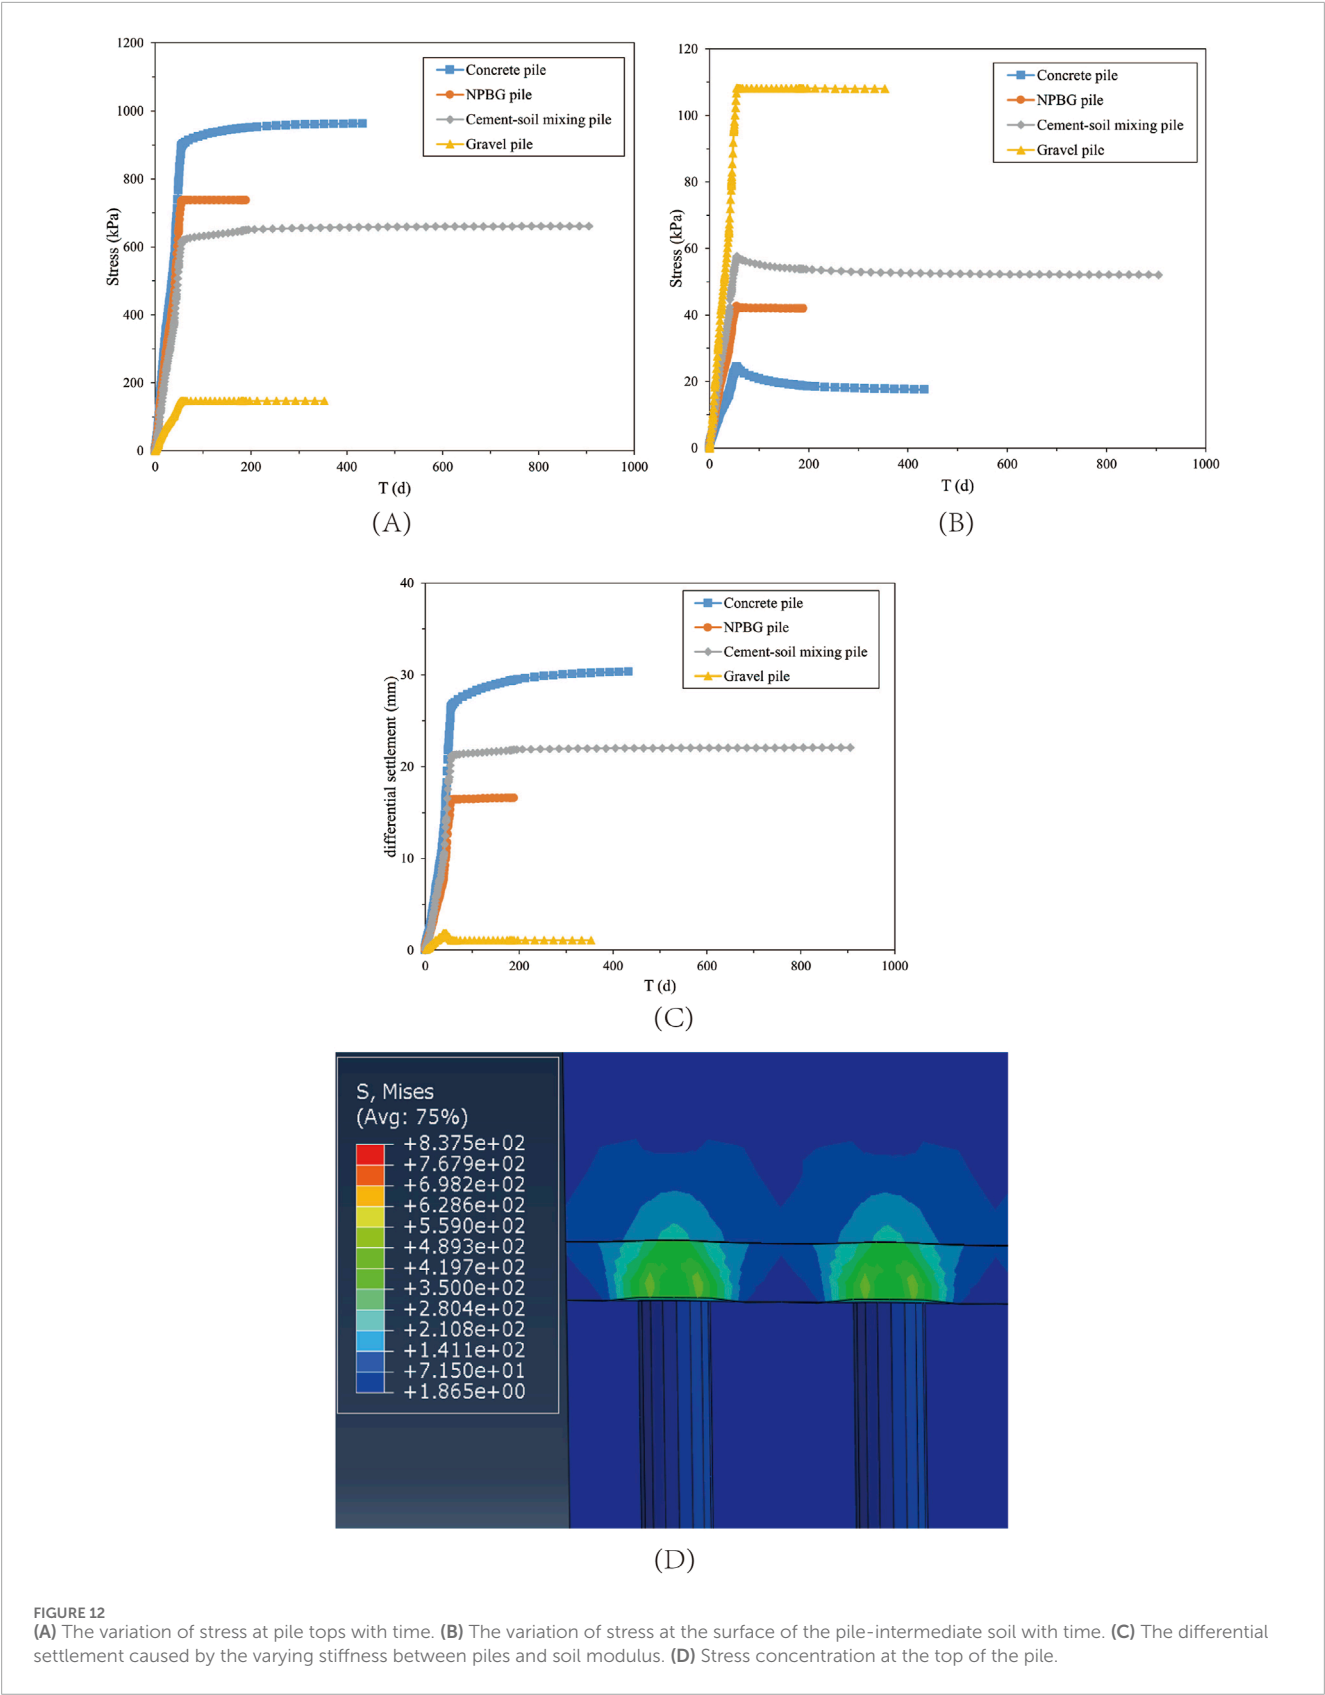 1200
1000
800
600
400
200
0
Stress (kPa)
0 200 400 600 800 1000
T (d)
Concrete pile
NPBG pile
Cement-soil mixing pile
Gravel pile
(A)
120
100
80
60
40
20
0
Stress (kPa)
0 200 400 600 800 1000
T (d)
Concrete pile
NPBG pile
Cement-soil mixing pile
Gravel pile
(B)
40
30
20
10
0
differential settlement (mm)
0 200 400 600 800 1000
T (d)
Concrete pile
NPBG pile
Cement-soil mixing pile
Gravel pile
(C)
S, Mises
(Avg: 75%)
+8.375e+02
+7.679e+02
+6.982e+02
+6.286e+02
+5.590e+02
+4.893e+02
+4.197e+02
+3.500e+02
+2.804e+02
+2.108e+02
+1.411e+02
+7.150e+01
+1.865e+00
(D)
FIGURE 12
(A) The variation of stress at pile tops with time. (B) The variation of stress at the surface of the pile-intermediate soil with time. (C) The differential
settlement caused by the varying stiffness between piles and soil modulus. (D) Stress concentration at the top of the pile.